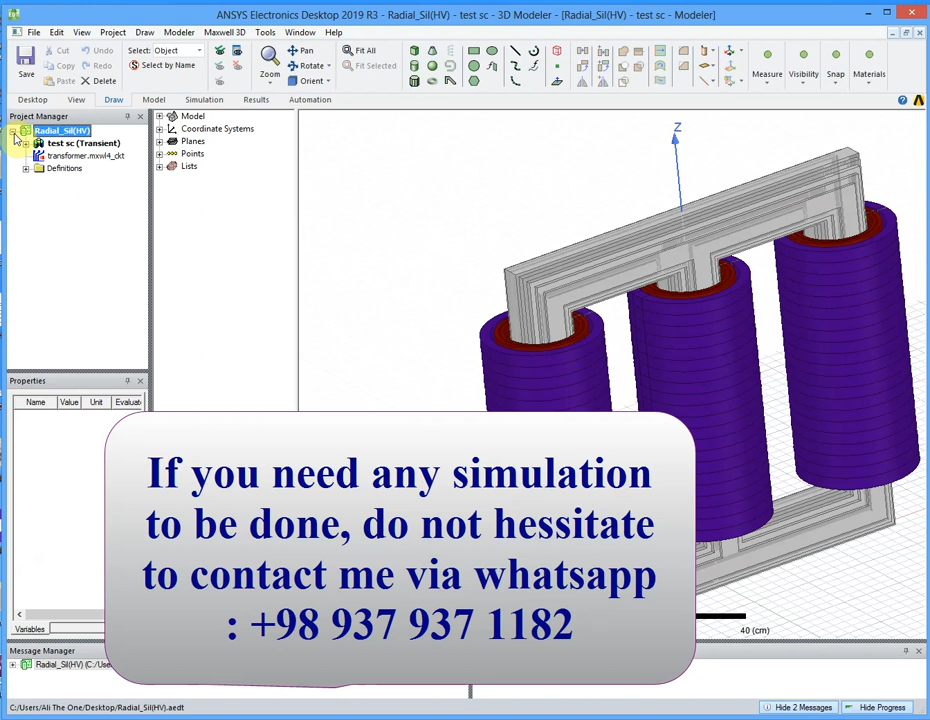 ANSYS Electronics Desktop 2019 R3 - Radial_Sil(HV) - test sc - 3D Modeler - [Radial_Sil(HV) - test sc - Modeler]
File Edit View Project Draw Modeler Maxwell 3D Tools Window Help
Save
Cut Undo
Copy Redo
Paste Delete
Select: Object
Select by Name
Zoom
Pan
Rotate
Orient
Fit All
Fit Selected
Measure Visibility Snap Materials
Desktop View Draw Model Simulation Results Automation
Project Manager
Radial_Sil(HV)
test sc (Transient)
transformer.mxwl4_ckt
Definitions
Model
Coordinate Systems
Planes
Points
Lists
Z
Properties
Name Value Unit Evaluate
If you need any simulation
to be done, do not hessitate
to contact me via whatsapp
: +98 937 937 1182
40 (cm)
Variables
Message Manager
Radial_Sil(HV) (C:/User
C:/Users/Ali The One/Desktop/Radial_Sil(HV).aedt
Hide 2 Messages Hide Progress